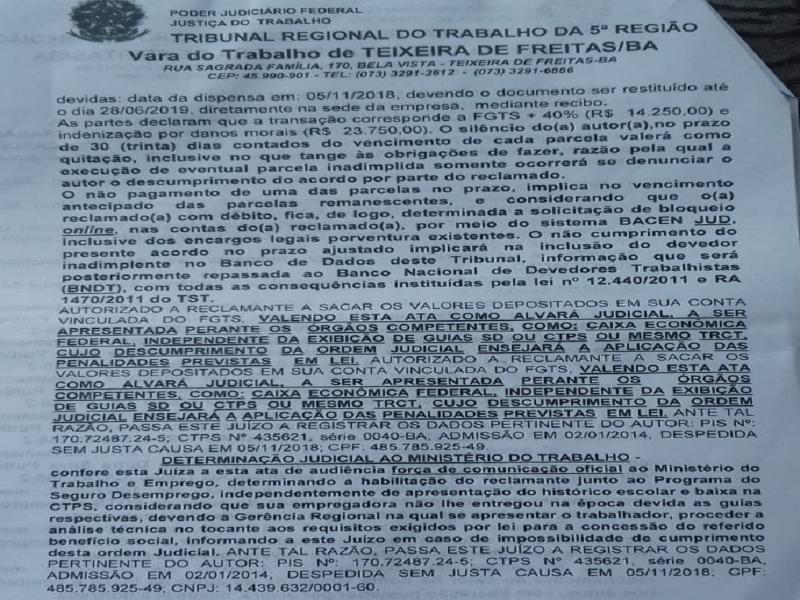 PODER JUDICIÁRIO FEDERAL
JUSTIÇA DO TRABALHO
TRIBUNAL REGIONAL DO TRABALHO DA 5ª REGIÃO
Vara do Trabalho de TEIXEIRA DE FREITAS/BA
RUA SAGRADA FAMÍLIA, 170, BELA VISTA - TEIXEIRA DE FREITAS-BA
CEP: 45.990-901 - TEL: (073) 3291-3612 - (073) 3291-6686
devidas: data da dispensa em: 05/11/2018, devendo o documento ser restituído até
o dia 28/06/2019, diretamente na sede da empresa, mediante recibo.
As partes declaram que a transação corresponde a FGTS + 40% (R$ 14.250,00) e
indenização por danos morais (R$ 23.750,00). O silêncio do(a) autor(a),no prazo
de 30 (trinta) dias contados do vencimento de cada parcela valerá como
quitação, inclusive no que tange às obrigações de fazer, razão pela qual a
execução de eventual parcela inadimplida somente ocorrerá se denunciar o
autor o descumprimento do acordo por parte do reclamado.
O não pagamento de uma das parcelas no prazo, implica no vencimento
antecipado das parcelas remanescentes, e considerando que o(a)
reclamado(a) com débito, fica, de logo, determinada a solicitação de bloqueio
online, nas contas do(a) reclamado(a), por meio do sistema BACEN JUD,
inclusive dos encargos legais porventura existentes. O não cumprimento do
presente acordo no prazo ajustado implicará na inclusão do devedor
inadimplente no Banco de Dados deste Tribunal, informação que será
posteriormente repassada ao Banco Nacional de Devedores Trabalhistas
(BNDT), com todas as consequências instituídas pela lei nº 12.440/2011 e RA
1470/2011 do TST.
AUTORIZADO A RECLAMANTE A SACAR OS VALORES DEPOSITADOS EM SUA CONTA
VINCULADA DO FGTS, VALENDO ESTA ATA COMO ALVARÁ JUDICIAL, A SER
APRESENTADA PERANTE OS ÓRGÃOS COMPETENTES, COMO: CAIXA ECONÔMICA
FEDERAL, INDEPENDENTE DA EXIBIÇÃO DE GUIAS SD OU CTPS OU MESMO TRCT,
CUJO DESCUMPRIMENTO DA ORDEM JUDICIAL ENSEJARÁ A APLICAÇÃO DAS
PENALIDADES PREVISTAS EM LEI. AUTORIZADO A RECLAMANTE A SACAR OS
VALORES DEPOSITADOS EM SUA CONTA VINCULADA DO FGTS, VALENDO ESTA ATA
COMO ALVARÁ JUDICIAL, A SER APRESENTADA PERANTE OS ÓRGÃOS
COMPETENTES, COMO: CAIXA ECONÔMICA FEDERAL, INDEPENDENTE DA EXIBIÇÃO
DE GUIAS SD OU CTPS OU MESMO TRCT, CUJO DESCUMPRIMENTO DA ORDEM
JUDICIAL ENSEJARÁ A APLICAÇÃO DAS PENALIDADES PREVISTAS EM LEI. ANTE TAL
RAZÃO, PASSA ESTE JUÍZO A REGISTRAR OS DADOS PERTINENTE DO AUTOR: PIS Nº:
170.72487.24-5; CTPS Nº 435621, série 0040-BA, ADMISSÃO EM 02/01/2014, DESPEDIDA
SEM JUSTA CAUSA EM 05/11/2018; CPF: 485.785.925-49.
DETERMINAÇÃO JUDICIAL AO MINISTÉRIO DO TRABALHO -
confere esta Juíza a esta ata de audiência força de comunicação oficial ao Ministério do
Trabalho e Emprego, determinando a habilitação do reclamante junto ao Programa do
Seguro Desemprego, independentemente de apresentação do histórico escolar e baixa na
CTPS, considerando que sua empregadora não lhe entregou na época devida as guias
respectivas, devendo a Gerência Regional na qual se apresentar o trabalhador, proceder a
análise técnica no tocante aos requisitos exigidos por lei para a concessão do referido
benefício social, informando a este Juízo em caso de impossibilidade de cumprimento
desta ordem Judicial. ANTE TAL RAZÃO, PASSA ESTE JUÍZO A REGISTRAR OS DADOS
PERTINENTE DO AUTOR: PIS Nº: 170.72487.24-5; CTPS Nº 435621, série 0040-BA,
ADMISSÃO EM 02/01/2014, DESPEDIDA SEM JUSTA CAUSA EM 05/11/2018; CPF:
485.785.925-49; CNPJ: 14.439.632/0001-60.